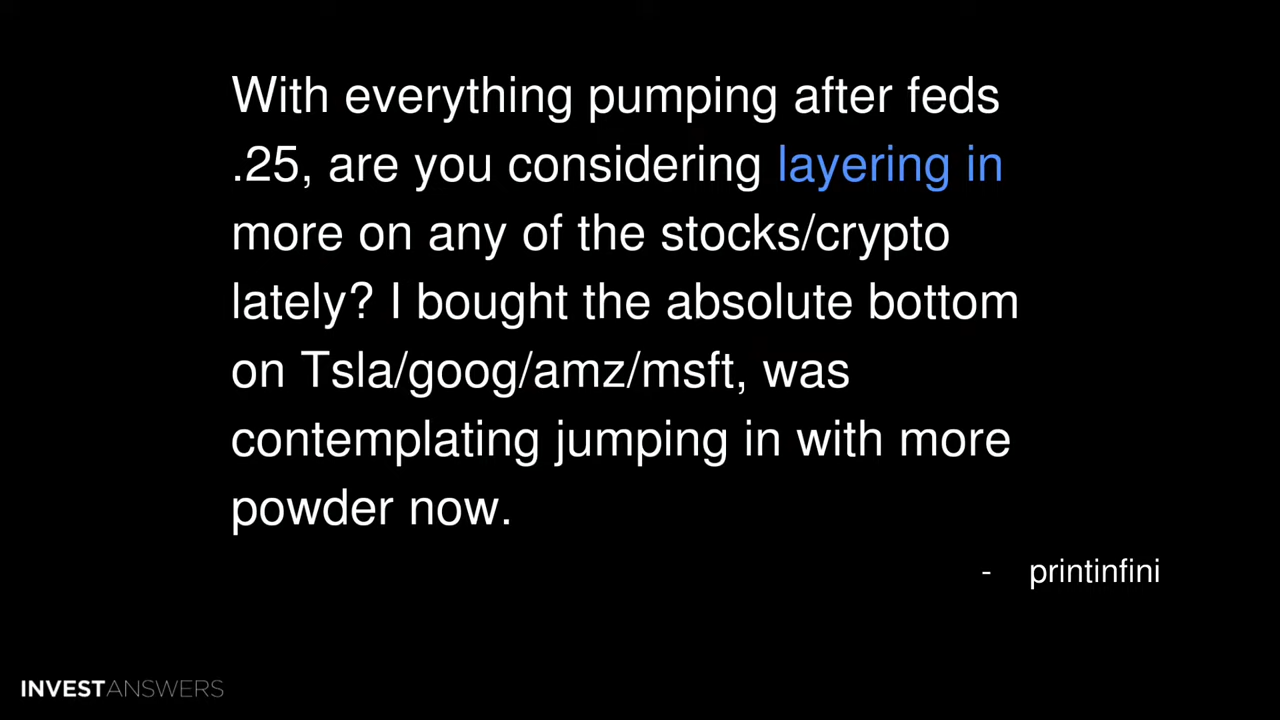 With everything pumping after feds
.25, are you considering layering in
more on any of the stocks/crypto
lately? I bought the absolute bottom
on Tsla/goog/amz/msft, was
contemplating jumping in with more
powder now.
- printinfini
INVESTANSWERS